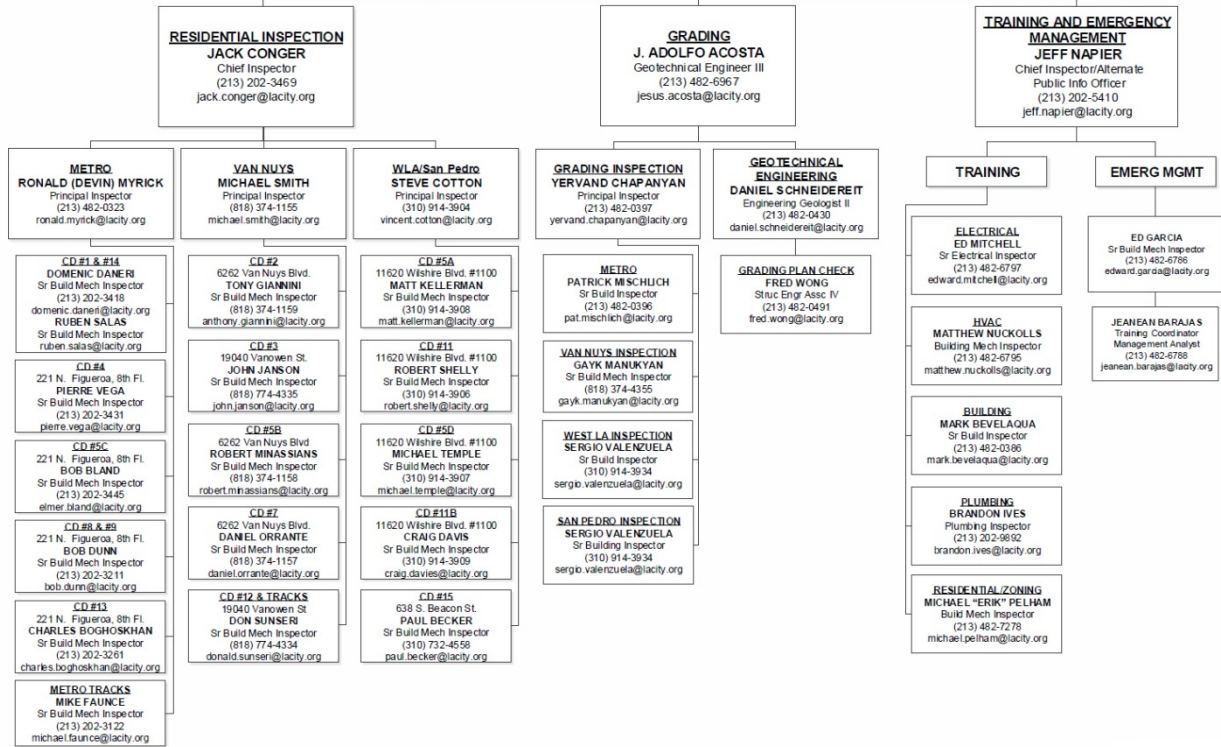 RESIDENTIAL INSPECTION
JACK CONGER
Chief Inspector
(213) 202-3469
jack.conger@lacity.org
GRADING
J. ADOLFO ACOSTA
Geotechnical Engineer III
(213) 482-6967
jesus.acosta@lacity.org
TRAINING AND EMERGENCY
MANAGEMENT
JEFF NAPIER
Chief Inspector/Alternate
Public Info Officer
(213) 202-5410
jeff.napier@lacity.org
METRO
RONALD (DEVIN) MYRICK
Principal Inspector
(213) 482-0323
ronald.myrick@lacity.org
CD #1 & #14
DOMENIC DANERI
Sr Build Mech Inspector
(213) 202-3418
domenic.daneri@lacity.org
RUBEN SALAS
Sr Build Mech Inspector
ruben.salas@lacity.org
CD #4
221 N. Figueroa, 8th Fl.
PIERRE VEGA
Sr Build Mech Inspector
(213) 202-3431
pierre.vega@lacity.org
CD #5C
221 N. Figueroa, 8th Fl.
BOB BLAND
Sr Build Mech Inspector
(213) 202-3445
elmer.bland@lacity.org
CD #8 & #9
221 N. Figueroa, 8th Fl.
BOB DUNN
Sr Build Mech Inspector
(213) 202-3211
bob.dunn@lacity.org
CD #13
221 N. Figueroa, 8th Fl.
CHARLES BOGHOSKHAN
Sr Build Mech Inspector
(213) 202-3261
charles.boghoskhan@lacity.org
METRO TRACKS
MIKE FAUNCE
Sr Build Mech Inspector
(213) 202-3122
michael.faunce@lacity.org
VAN NUYS
MICHAEL SMITH
Principal Inspector
(818) 374-1155
michael.smith@lacity.org
CD #2
6262 Van Nuys Blvd.
TONY GIANNINI
Sr Build Mech Inspector
(818) 374-1159
anthony.giannini@lacity.org
CD #3
19040 Vanowen St.
JOHN JANSON
Sr Build Mech Inspector
(818) 774-4335
john.janson@lacity.org
CD #5B
6262 Van Nuys Blvd
ROBERT MINASSIANS
Sr Build Mech Inspector
(818) 374-1158
robert.minassians@lacity.org
CD #7
6262 Van Nuys Blvd.
DANIEL ORRANTE
Sr Build Mech Inspector
(818) 374-1157
daniel.orrante@lacity.org
CD #12 & TRACKS
19040 Vanowen St
DON SUNSERI
Sr Build Mech Inspector
(818) 774-4334
donald.sunseri@lacity.org
WLA/San Pedro
STEVE COTTON
Principal Inspector
(310) 914-3904
vincent.cotton@lacity.org
CD #5A
11620 Wilshire Blvd. #1100
MATT KELLERMAN
Sr Build Mech Inspector
(310) 914-3908
matt.kellerman@lacity.org
CD #11
11620 Wilshire Blvd. #1100
ROBERT SHELLY
Sr Build Mech Inspector
(310) 914-3906
robert.shelly@lacity.org
CD #5D
11620 Wilshire Blvd. #1100
MICHAEL TEMPLE
Sr Build Mech Inspector
(310) 914-3907
michael.temple@lacity.org
CD #11B
11620 Wilshire Blvd. #1100
CRAIG DAVIS
Sr Build Mech Inspector
(310) 914-3909
craig.davies@lacity.org
CD #15
638 S. Beacon St.
PAUL BECKER
Sr Build Mech Inspector
(310) 732-4558
paul.becker@lacity.org
GRADING INSPECTION
YERVAND CHAPANYAN
Principal Inspector
(213) 482-0397
yervand.chapanyan@lacity.org
METRO
PATRICK MISCHLICH
Sr Build Inspector
(213) 482-0396
pat.mischlich@lacity.org
VAN NUYS INSPECTION
GAYK MANUKYAN
Sr Build Mech Inspector
(818) 374-4355
gayk.manukyan@lacity.org
WEST LA INSPECTION
SERGIO VALENZUELA
Sr Build Inspector
(310) 914-3934
sergio.valenzuela@lacity.org
SAN PEDRO INSPECTION
SERGIO VALENZUELA
Sr Building Inspector
(310) 914-3934
sergio.valenzuela@lacity.org
GEOTECHNICAL
ENGINEERING
DANIEL SCHNEIDEREIT
Engineering Geologist II
(213) 482-0430
daniel.schneidereit@lacity.org
GRADING PLAN CHECK
FRED WONG
Struc Engr Assc IV
(213) 482-0491
fred.wong@lacity.org
TRAINING
ELECTRICAL
ED MITCHELL
Sr Electrical Inspector
(213) 482-6797
edward.mitchell@lacity.org
HVAC
MATTHEW NUCKOLLS
Building Mech Inspector
(213) 482-6795
matthew.nuckolls@lacity.org
BUILDING
MARK BEVELAQUA
Sr Build Inspector
(213) 482-0386
mark.bevelaqua@lacity.org
PLUMBING
BRANDON IVES
Plumbing Inspector
(213) 202-9892
brandon.ives@lacity.org
RESIDENTIAL/ZONING
MICHAEL "ERIK" PELHAM
Build Mech Inspector
(213) 482-7278
michael.pelham@lacity.org
EMERG MGMT
ED GARCIA
Sr Build Mech Inspector
(213) 482-6786
edward.garcia@lacity.org
JEANEAN BARAJAS
Training Coordinator
Management Analyst
(213) 482-6788
jeanean.barajas@lacity.org